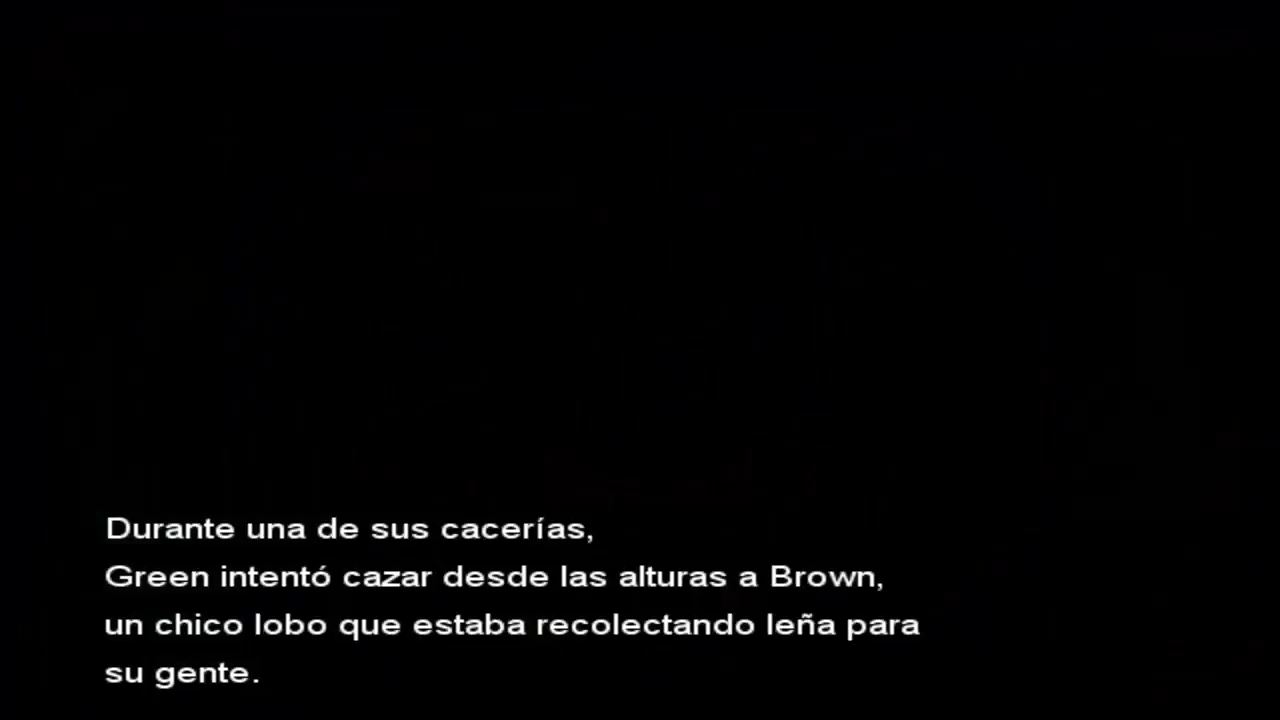 Durante una de sus cacerías,
Green intentó cazar desde las alturas a Brown,
un chico lobo que estaba recolectando leña para
su gente.